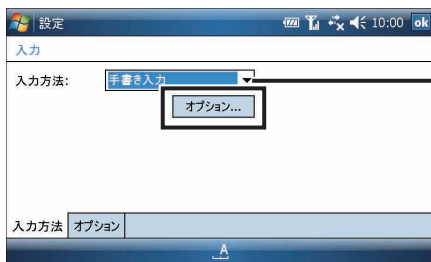 設定 10:00 ok
入力
入力方法: 手書き入力
オプション...
入力方法 オプション
A